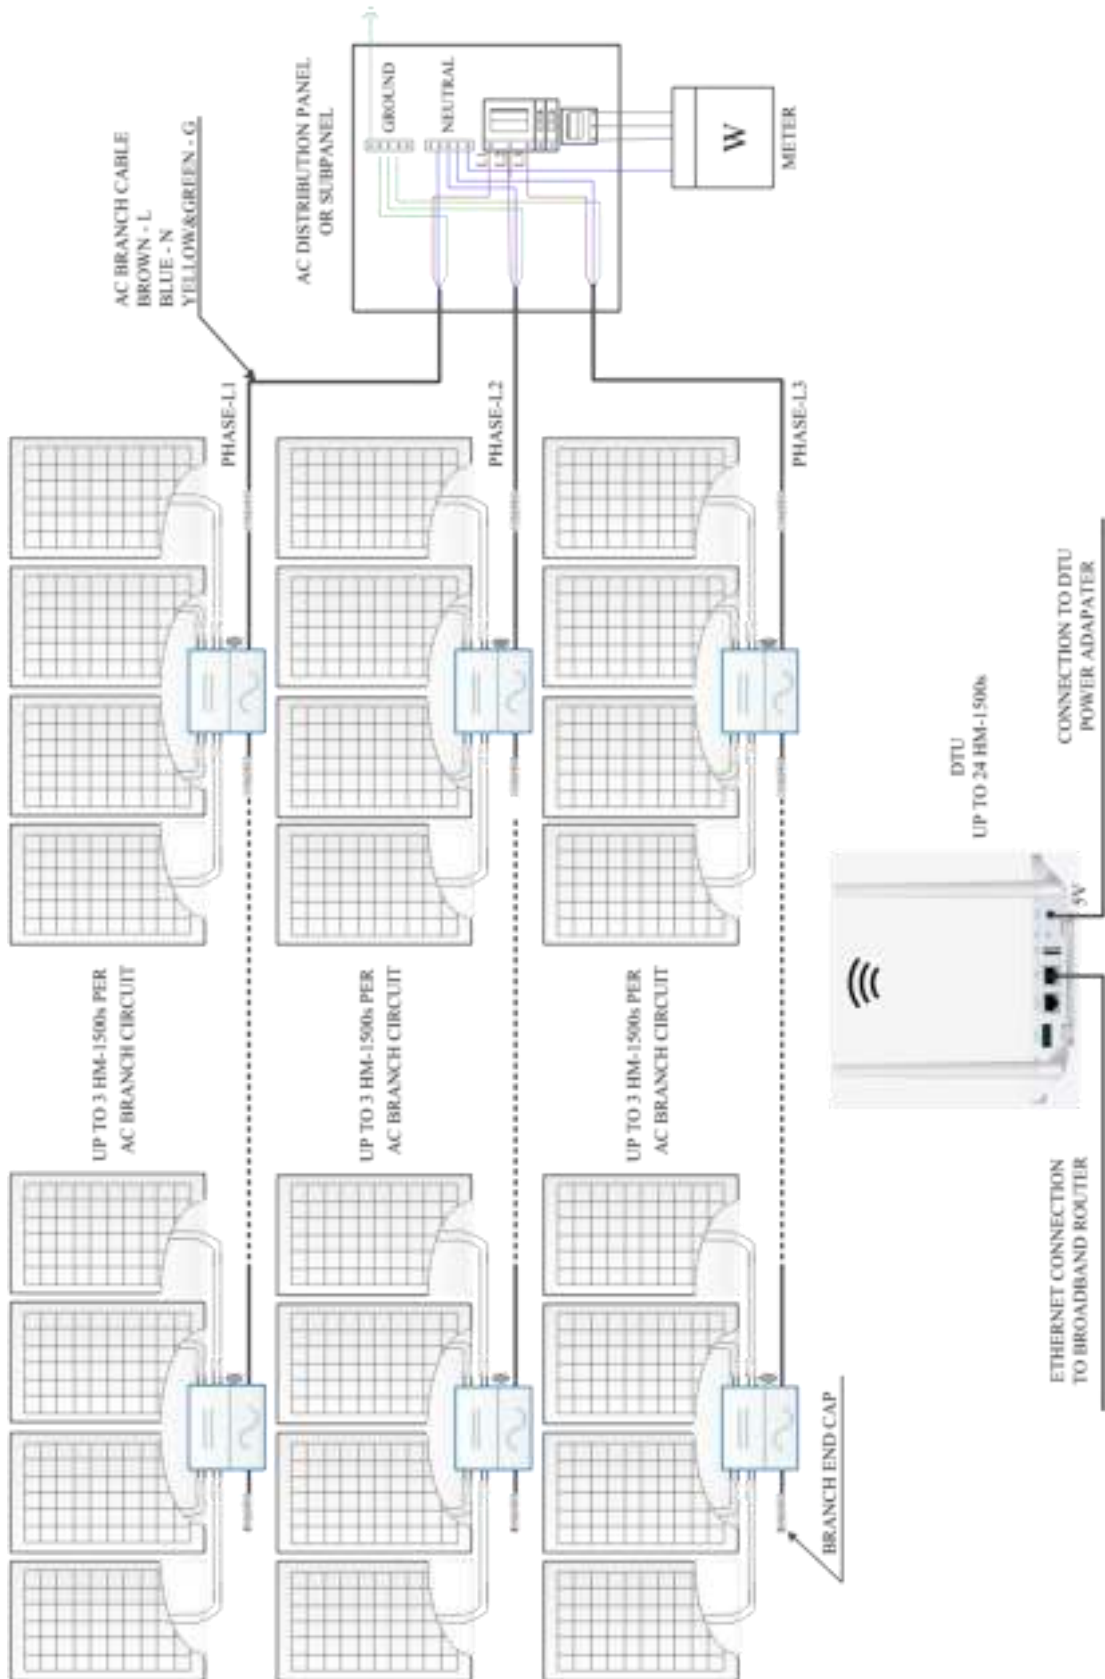 AC BRANCH CABLE
BROWN - L
BLUE - N
YELLOW&GREEN - G
AC DISTRIBUTION PANEL
OR SUBPANEL
GROUND
NEUTRAL
W
METER
PHASE-L1
PHASE-L2
PHASE-L3
UP TO 3 HM-1500s PER
AC BRANCH CIRCUIT
UP TO 3 HM-1500s PER
AC BRANCH CIRCUIT
UP TO 3 HM-1500s PER
AC BRANCH CIRCUIT
BRANCH END CAP
DTU
UP TO 24 HM-1500s
5V
CONNECTION TO DTU
POWER ADAPATER
ETHERNET CONNECTION
TO BROADBAND ROUTER